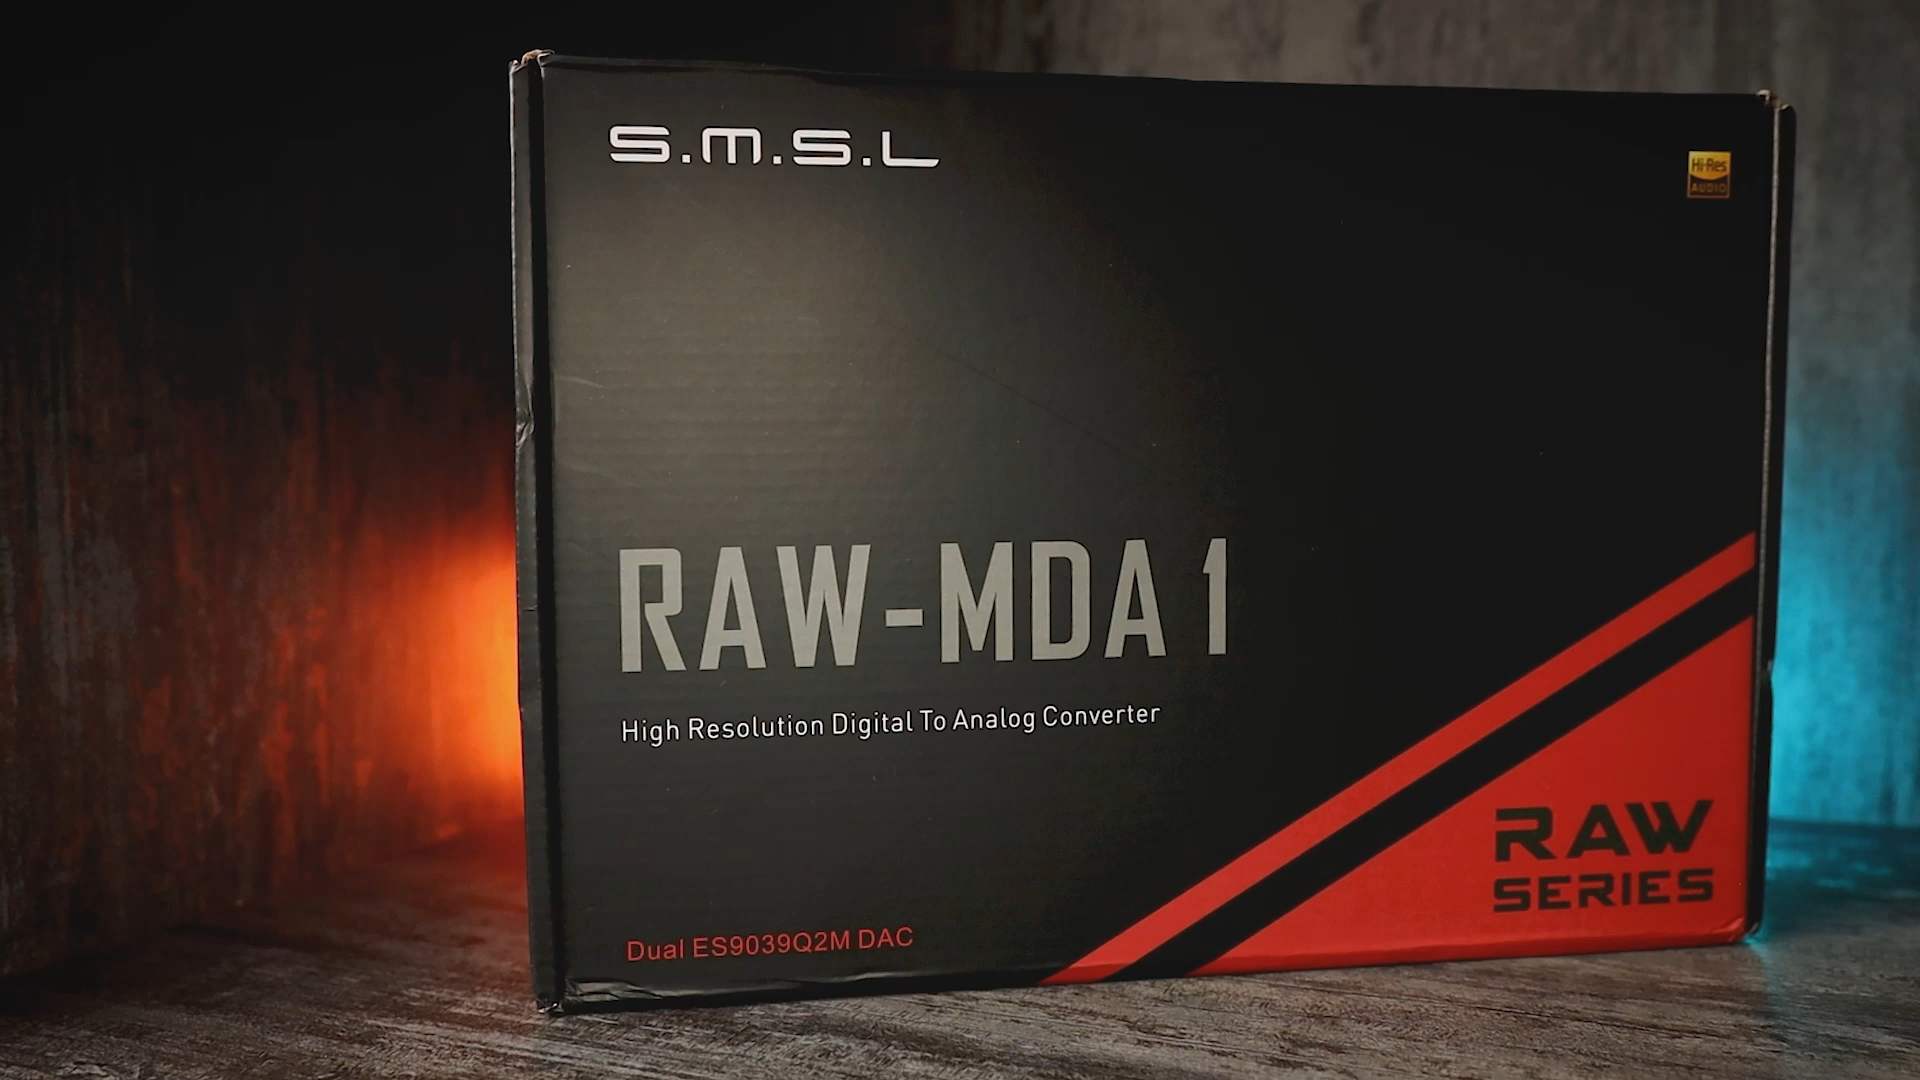 S.M.S.L
Hi-Res
AUDIO
RAW-MDA 1
High Resolution Digital To Analog Converter
RAW
SERIES
Dual ES9039Q2M DAC